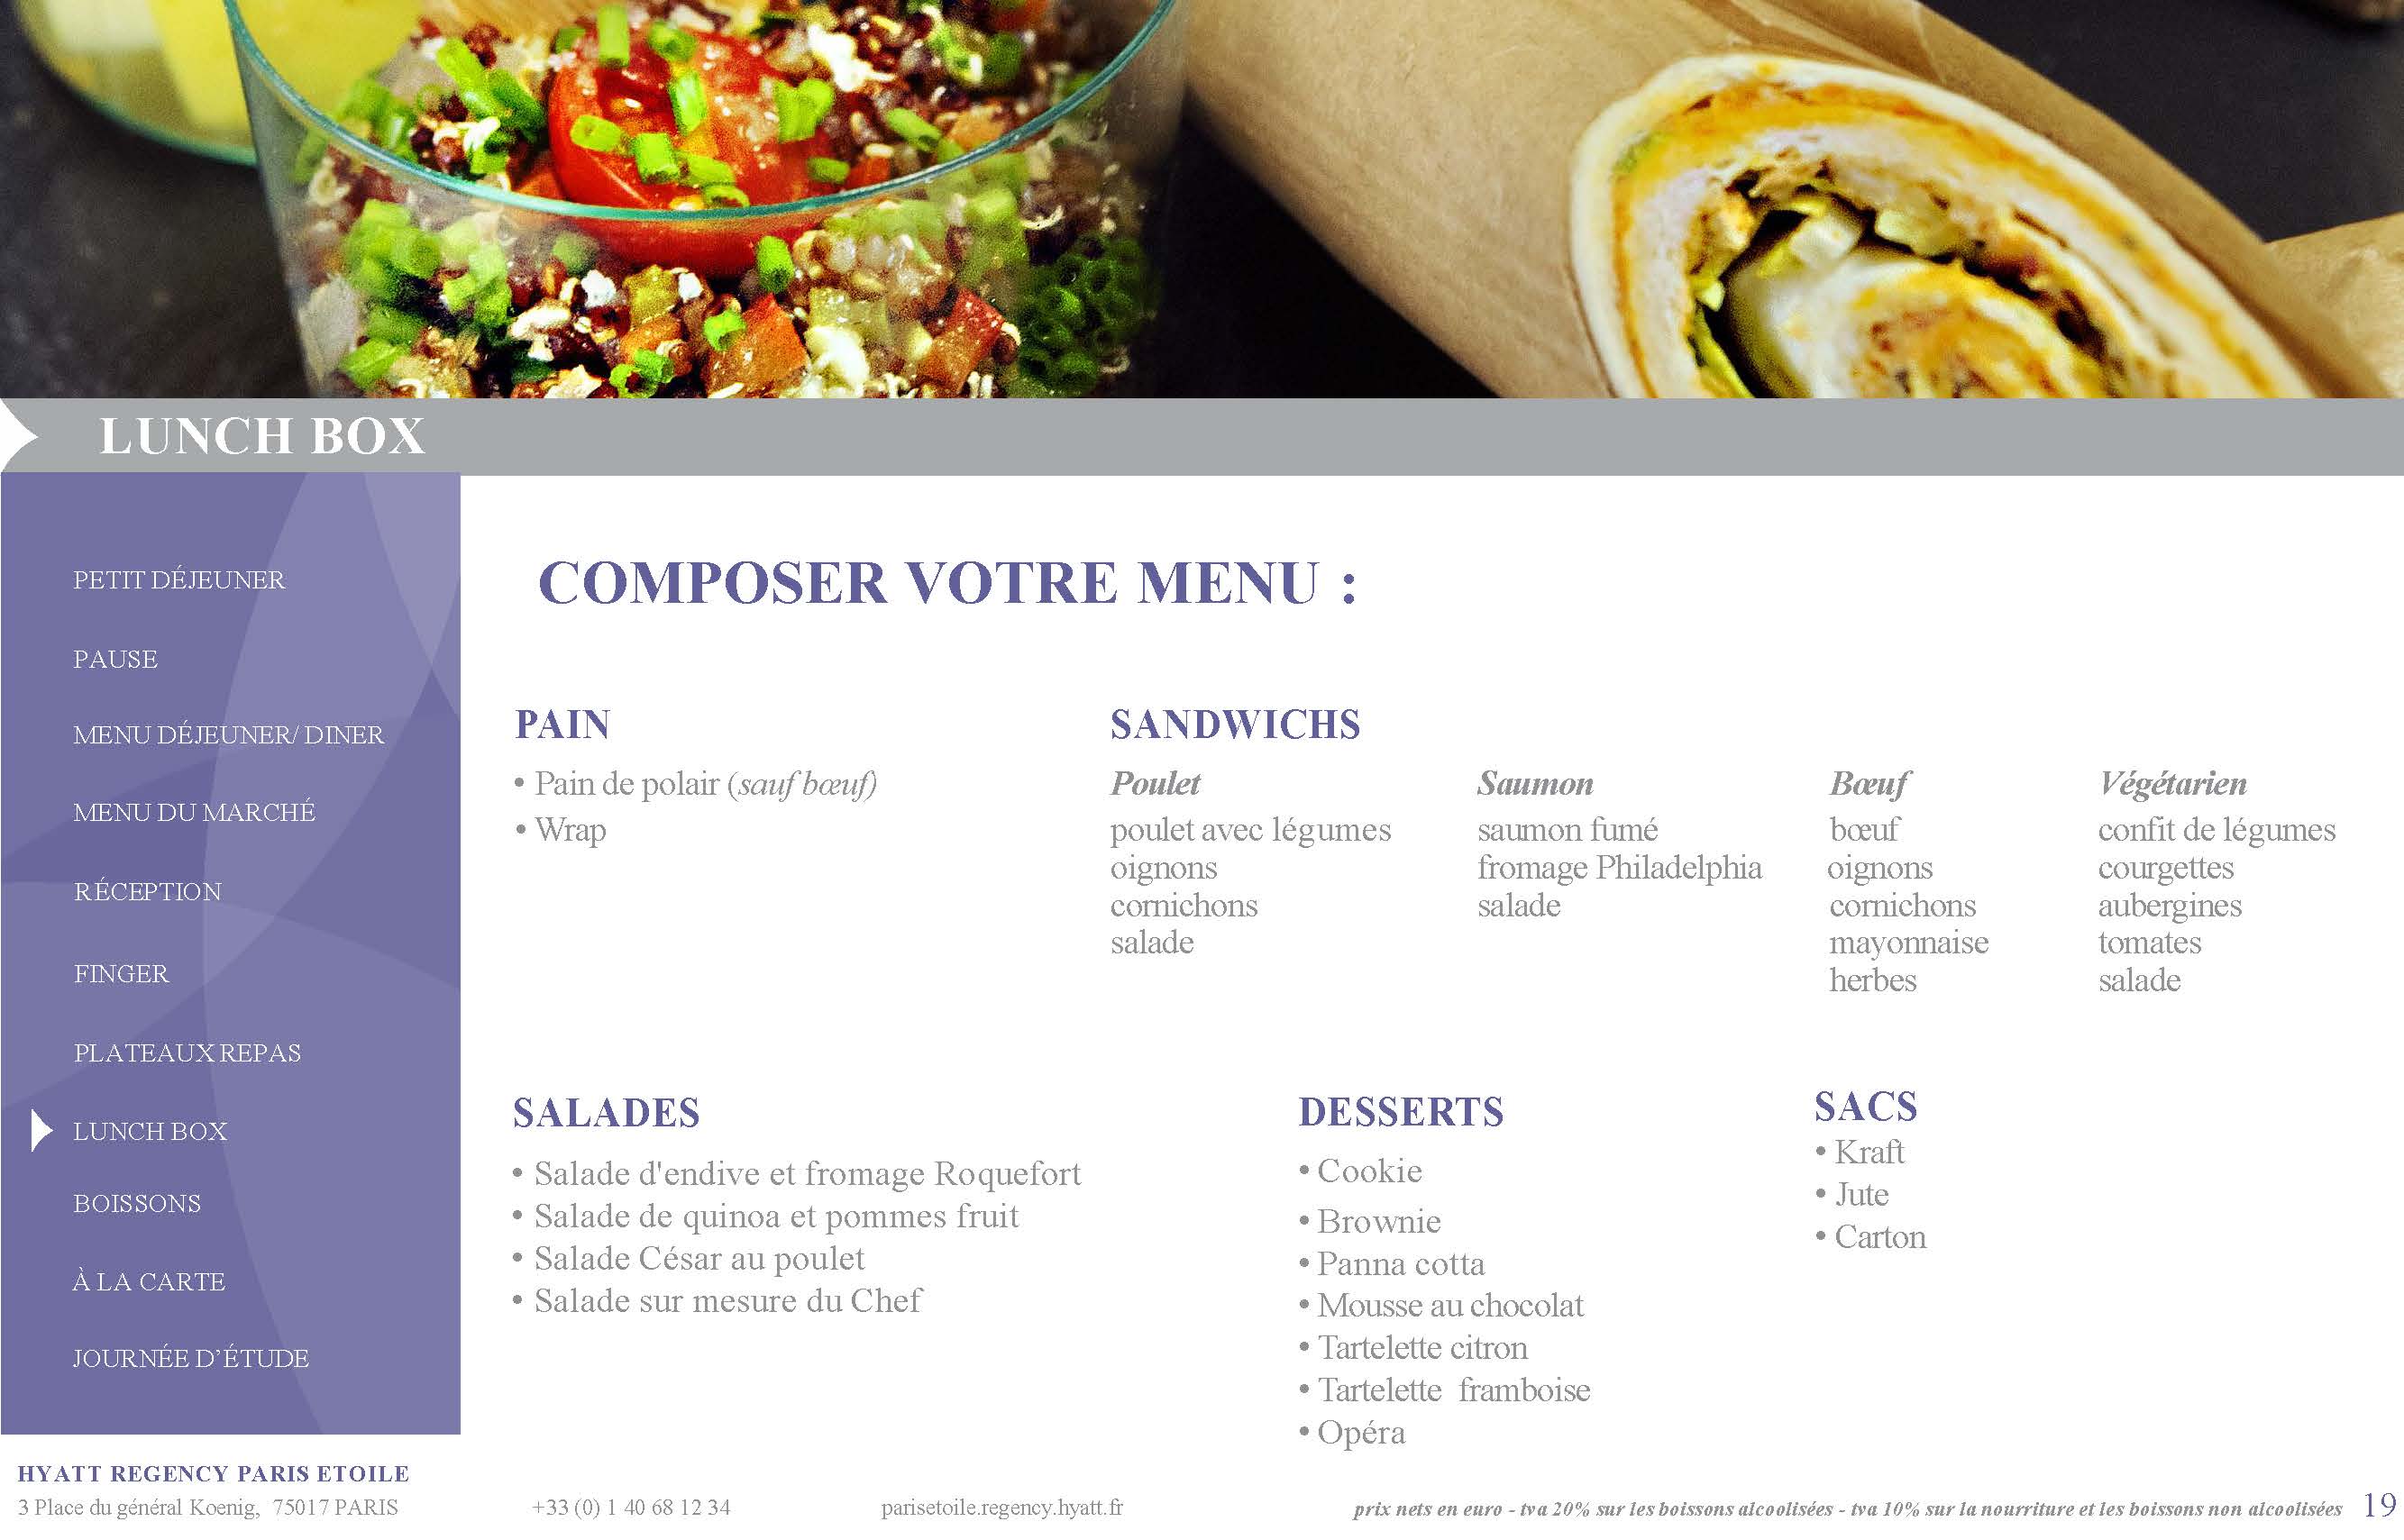 LUNCH BOX
PETIT DÉJEUNER
PAUSE
MENU DÉJEUNER/ DINER
MENU DU MARCHÉ
RÉCEPTION
FINGER
PLATEAUX REPAS
LUNCH BOX
BOISSONS
À LA CARTE
JOURNÉE D’ÉTUDE
COMPOSER VOTRE MENU :
PAIN
• Pain de polair (sauf bœuf)
• Wrap
SANDWICHS
Poulet
poulet avec légumes
oignons
cornichons
salade
Saumon
saumon fumé
fromage Philadelphia
salade
Bœuf
bœuf
oignons
cornichons
mayonnaise
herbes
Végétarien
confit de légumes
courgettes
aubergines
tomates
salade
SALADES
• Salade d'endive et fromage Roquefort
• Salade de quinoa et pommes fruit
• Salade César au poulet
• Salade sur mesure du Chef
DESSERTS
• Cookie
• Brownie
• Panna cotta
• Mousse au chocolat
• Tartelette citron
• Tartelette framboise
• Opéra
SACS
• Kraft
• Jute
• Carton
HYATT REGENCY PARIS ETOILE
3 Place du général Koenig, 75017 PARIS
+33 (0) 1 40 68 12 34
parisetoile.regency.hyatt.fr
prix nets en euro - tva 20% sur les boissons alcoolisées - tva 10% sur la nourriture et les boissons non alcoolisées
19